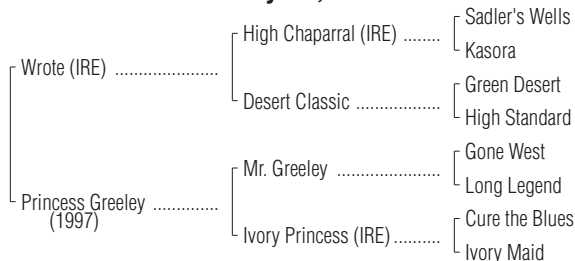 Sadler's Wells
High Chaparral (IRE) ........
Kasora
Wrote (IRE) ......................
Green Desert
Desert Classic ..................
High Standard
Gone West
Mr. Greeley ......................
Long Legend
Princess Greeley ..............
(1997)
Cure the Blues
Ivory Princess (IRE) ..........
Ivory Maid